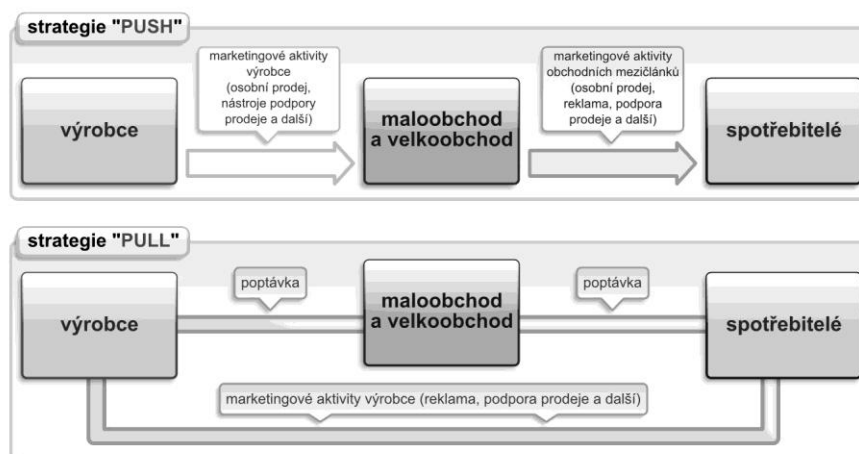 strategie "PUSH"
marketingové aktivity
výrobce
(osobní prodej,
nástroje podpory
prodeje a další)
marketingové aktivity
obchodních mezičlánků
(osobní prodej,
reklama, podpora
prodeje a další)
výrobce
maloobchod
a velkoobchod
spotřebitelé
strategie "PULL"
výrobce
poptávka
maloobchod
a velkoobchod
poptávka
spotřebitelé
marketingové aktivity výrobce (reklama, podpora prodeje a další)